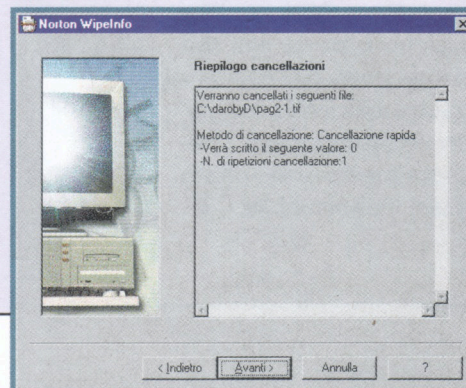 Norton WipeInfo
Riepilogo cancellazioni
Verranno cancellati i seguenti file:
C:\darobyD\pag2-1.tif
Metodo di cancellazione: Cancellazione rapida
-Verrà scritto il seguente valore: 0
-N. di ripetizioni cancellazione:1
< Indietro
Avanti >
Annulla
?